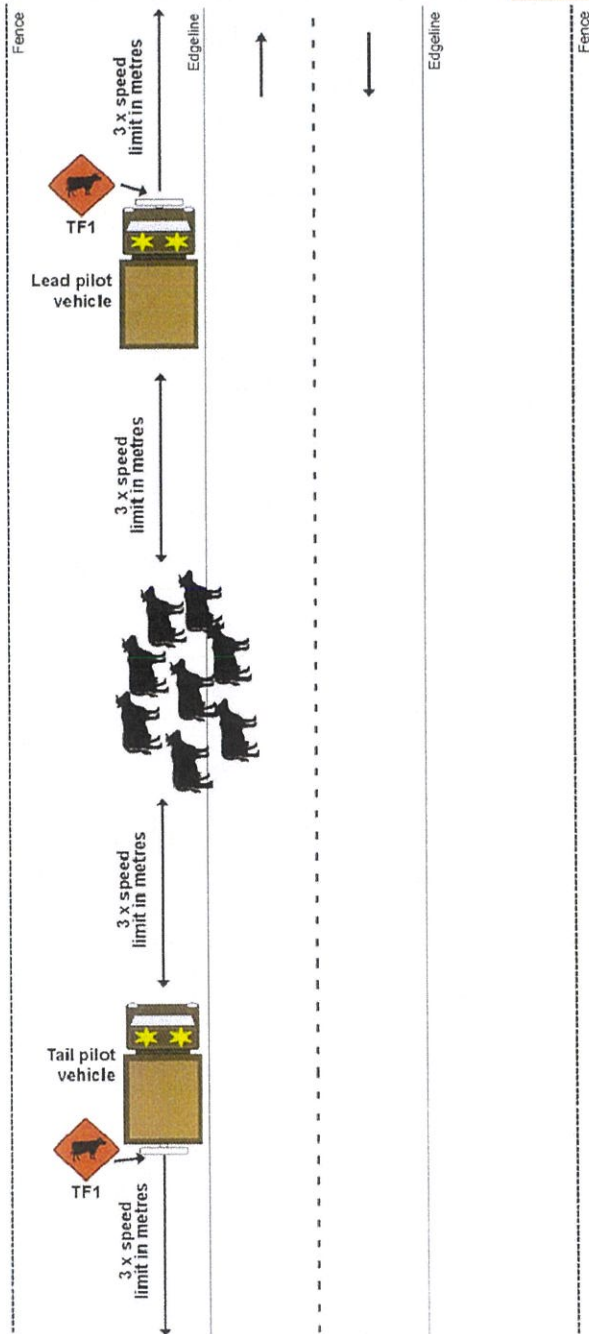 Fence
Edgeline
Edgeline
Fence
3 x speed
limit in metres
TF1
Lead pilot
vehicle
3 x speed
limit in metres
3 x speed
limit in metres
Tail pilot
vehicle
TF1
3 x speed
limit in metres